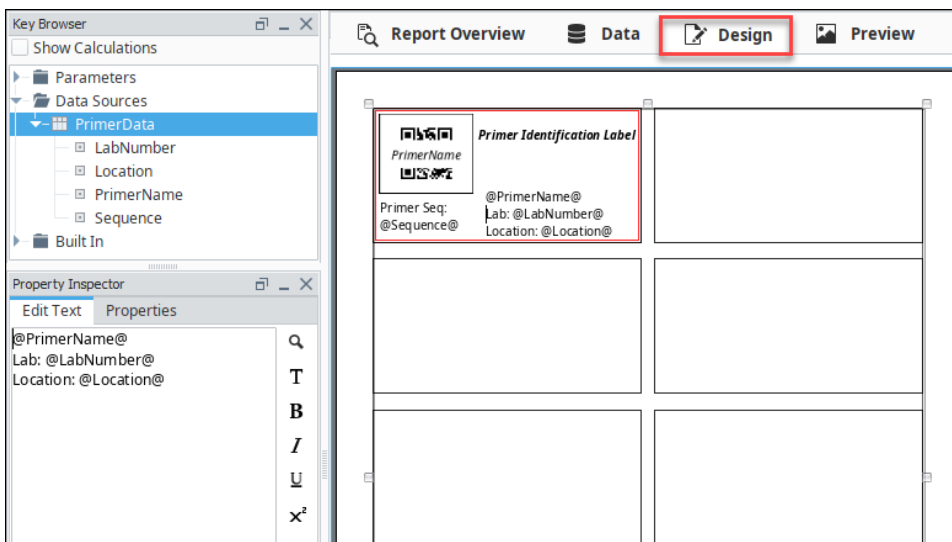 Key Browser
Show Calculations
Parameters
Data Sources
PrimerData
LabNumber
Location
PrimerName
Sequence
Built In
Property Inspector
Edit Text Properties
@PrimerName@
Lab: @LabNumber@
Location: @Location@
T
B
I
U
x²
Report Overview Data Design Preview
PrimerName
Primer Identification Label
Primer Seq:
@Sequence@
@PrimerName@
Lab: @LabNumber@
Location: @Location@